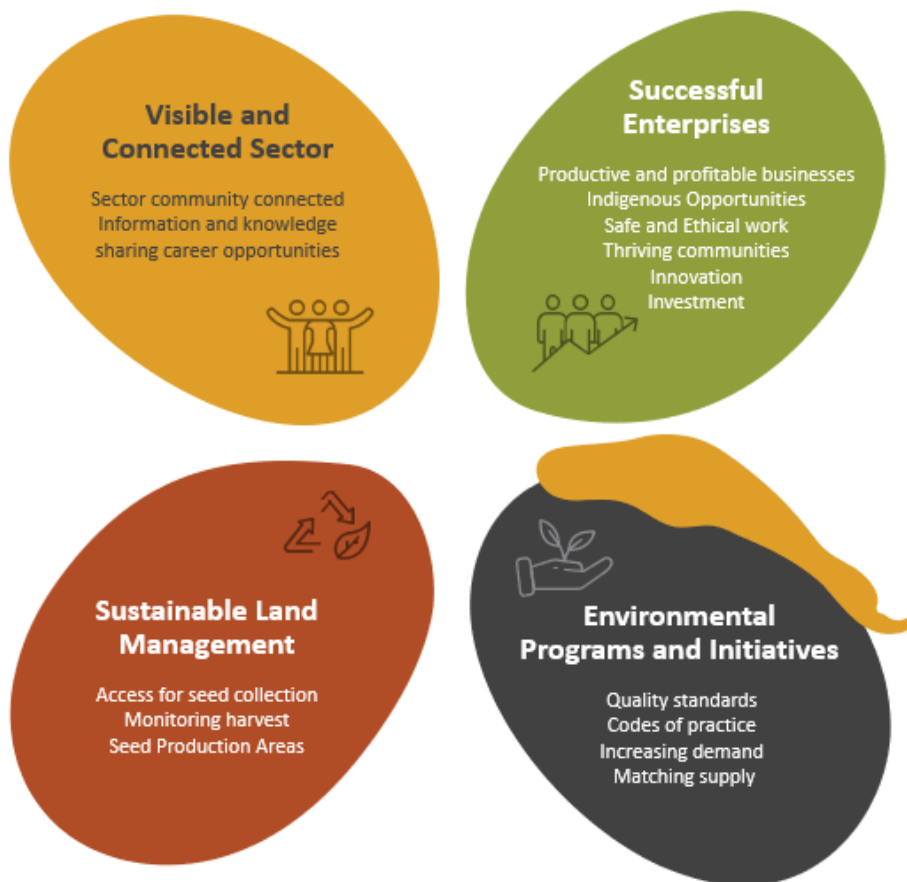 Visible and
Connected Sector
Sector community connected
Information and knowledge
sharing career opportunities
Successful
Enterprises
Productive and profitable businesses
Indigenous Opportunities
Safe and Ethical work
Thriving communities
Innovation
Investment
Sustainable Land
Management
Access for seed collection
Monitoring harvest
Seed Production Areas
Environmental
Programs and Initiatives
Quality standards
Codes of practice
Increasing demand
Matching supply